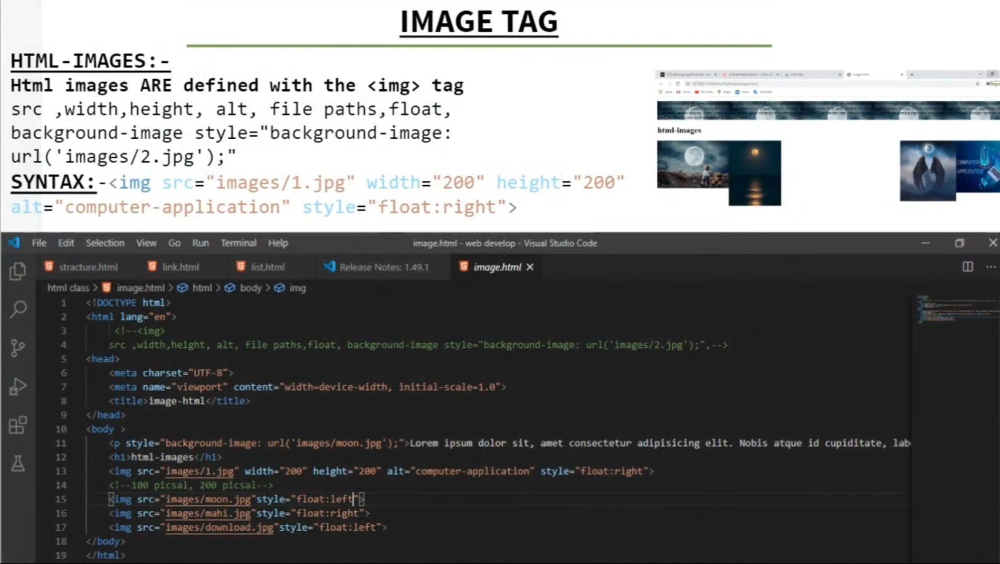 IMAGE TAG
HTML-IMAGES:-
Html images ARE defined with the <img> tag
src ,width,height, alt, file paths,float,
background-image style="background-image:
url('images/2.jpg');"
SYNTAX:-<img src="images/1.jpg" width="200" height="200"
alt="computer-application" style="float:right">
html-images
COMPUTER
APPLICATION
File Edit Selection View Go Run Terminal Help
image.html - web develop - Visual Studio Code
stracture.html link.html list.html Release Notes: 1.49.1 image.html
html class > image.html > html > body > img
1 <!DOCTYPE html>
2 <html lang="en">
3 <!--<img>
4 src ,width,height, alt, file paths,float, background-image style="background-image: url('images/2.jpg');",-->
5 <head>
6 <meta charset="UTF-8">
7 <meta name="viewport" content="width=device-width, initial-scale=1.0">
8 <title>image-html</title>
9 </head>
10 <body >
11 <p style="background-image: url('images/moon.jpg');">Lorem ipsum dolor sit, amet consectetur adipisicing elit. Nobis atque id cupiditate, lab
12 <h1>html-images</h1>
13 <img src="images/1.jpg" width="200" height="200" alt="computer-application" style="float:right">
14 <!--100 picsal, 200 picsal-->
15 <img src="images/moon.jpg"style="float:left">
16 <img src="images/mahi.jpg"style="float:right">
17 <img src="images/download.jpg"style="float:left">
18 </body>
19 </html>